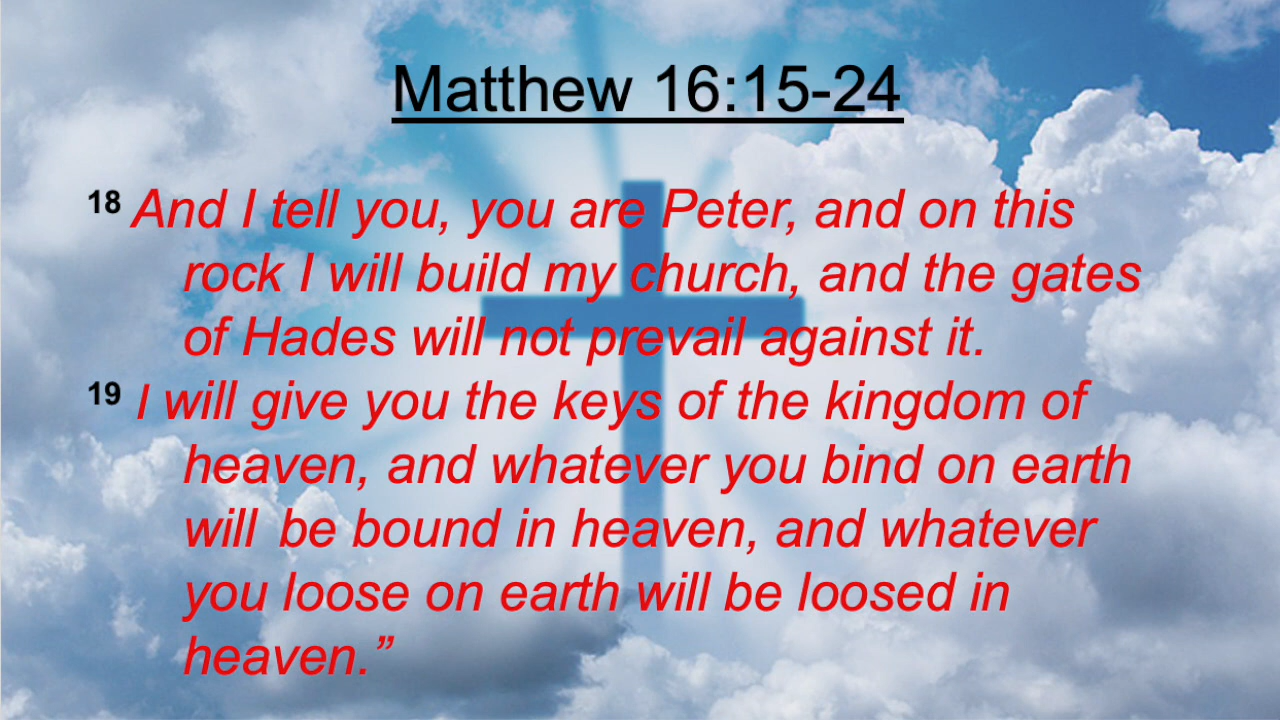 Matthew 16:15-24
18 And I tell you, you are Peter, and on this
rock I will build my church, and the gates
of Hades will not prevail against it.
19 I will give you the keys of the kingdom of
heaven, and whatever you bind on earth
will be bound in heaven, and whatever
you loose on earth will be loosed in
heaven.”